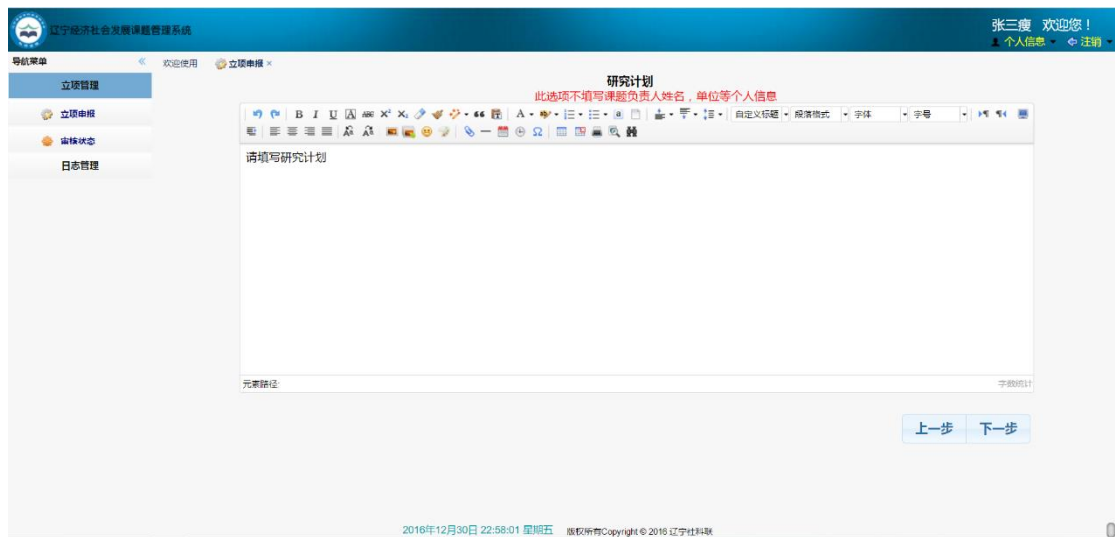 辽宁经济社会发展课题管理系统
张三瘦 欢迎您！
个人信息 注销
导航菜单
欢迎使用 立项申报 ×
立项管理
立项申报
审核状态
日志管理
研究计划
此选项不填写课题负责人姓名，单位等个人信息
自定义标题 段落格式 字体 字号
请填写研究计划
元素路径: 字数统计
上一步 下一步
2016年12月30日 22:58:01 星期五 版权所有Copyright © 2016 辽宁社科联